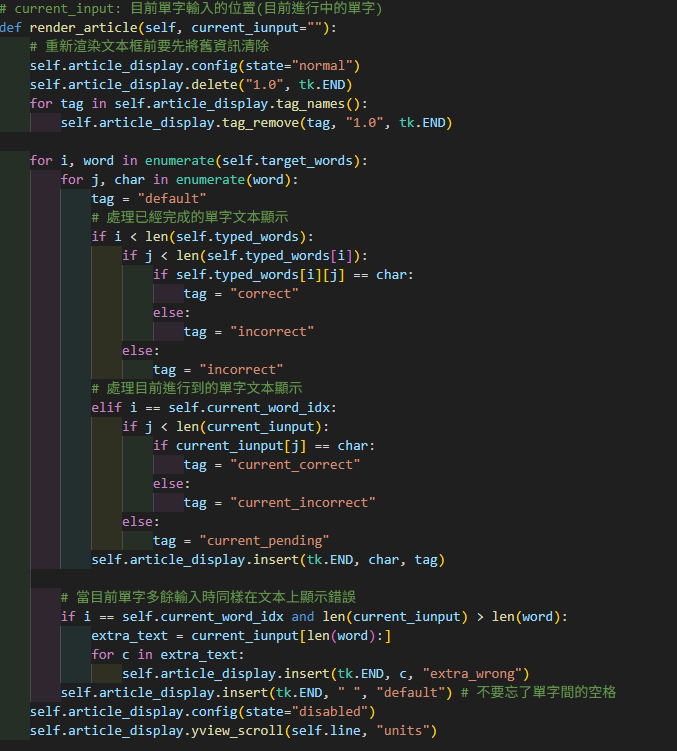 # current_input: 目前單字輸入的位置(目前進行中的單字)
def render_article(self, current_iunput=""):
    # 重新渲染文本框前要先將舊資訊清除
    self.article_display.config(state="normal")
    self.article_display.delete("1.0", tk.END)
    for tag in self.article_display.tag_names():
        self.article_display.tag_remove(tag, "1.0", tk.END)

    for i, word in enumerate(self.target_words):
        for j, char in enumerate(word):
            tag = "default"
            # 處理已經完成的單字文本顯示
            if i < len(self.typed_words):
                if j < len(self.typed_words[i]):
                    if self.typed_words[i][j] == char:
                        tag = "correct"
                    else:
                        tag = "incorrect"
                else:
                    tag = "incorrect"
            # 處理目前進行到的單字文本顯示
            elif i == self.current_word_idx:
                if j < len(current_iunput):
                    if current_iunput[j] == char:
                        tag = "current_correct"
                    else:
                        tag = "current_incorrect"
                else:
                    tag = "current_pending"
            self.article_display.insert(tk.END, char, tag)

        # 當目前單字多餘輸入時同樣在文本上顯示錯誤
        if i == self.current_word_idx and len(current_iunput) > len(word):
            extra_text = current_iunput[len(word):]
            for c in extra_text:
                self.article_display.insert(tk.END, c, "extra_wrong")
        self.article_display.insert(tk.END, " ", "default") # 不要忘了單字間的空格
    self.article_display.config(state="disabled")
    self.article_display.yview_scroll(self.line, "units")